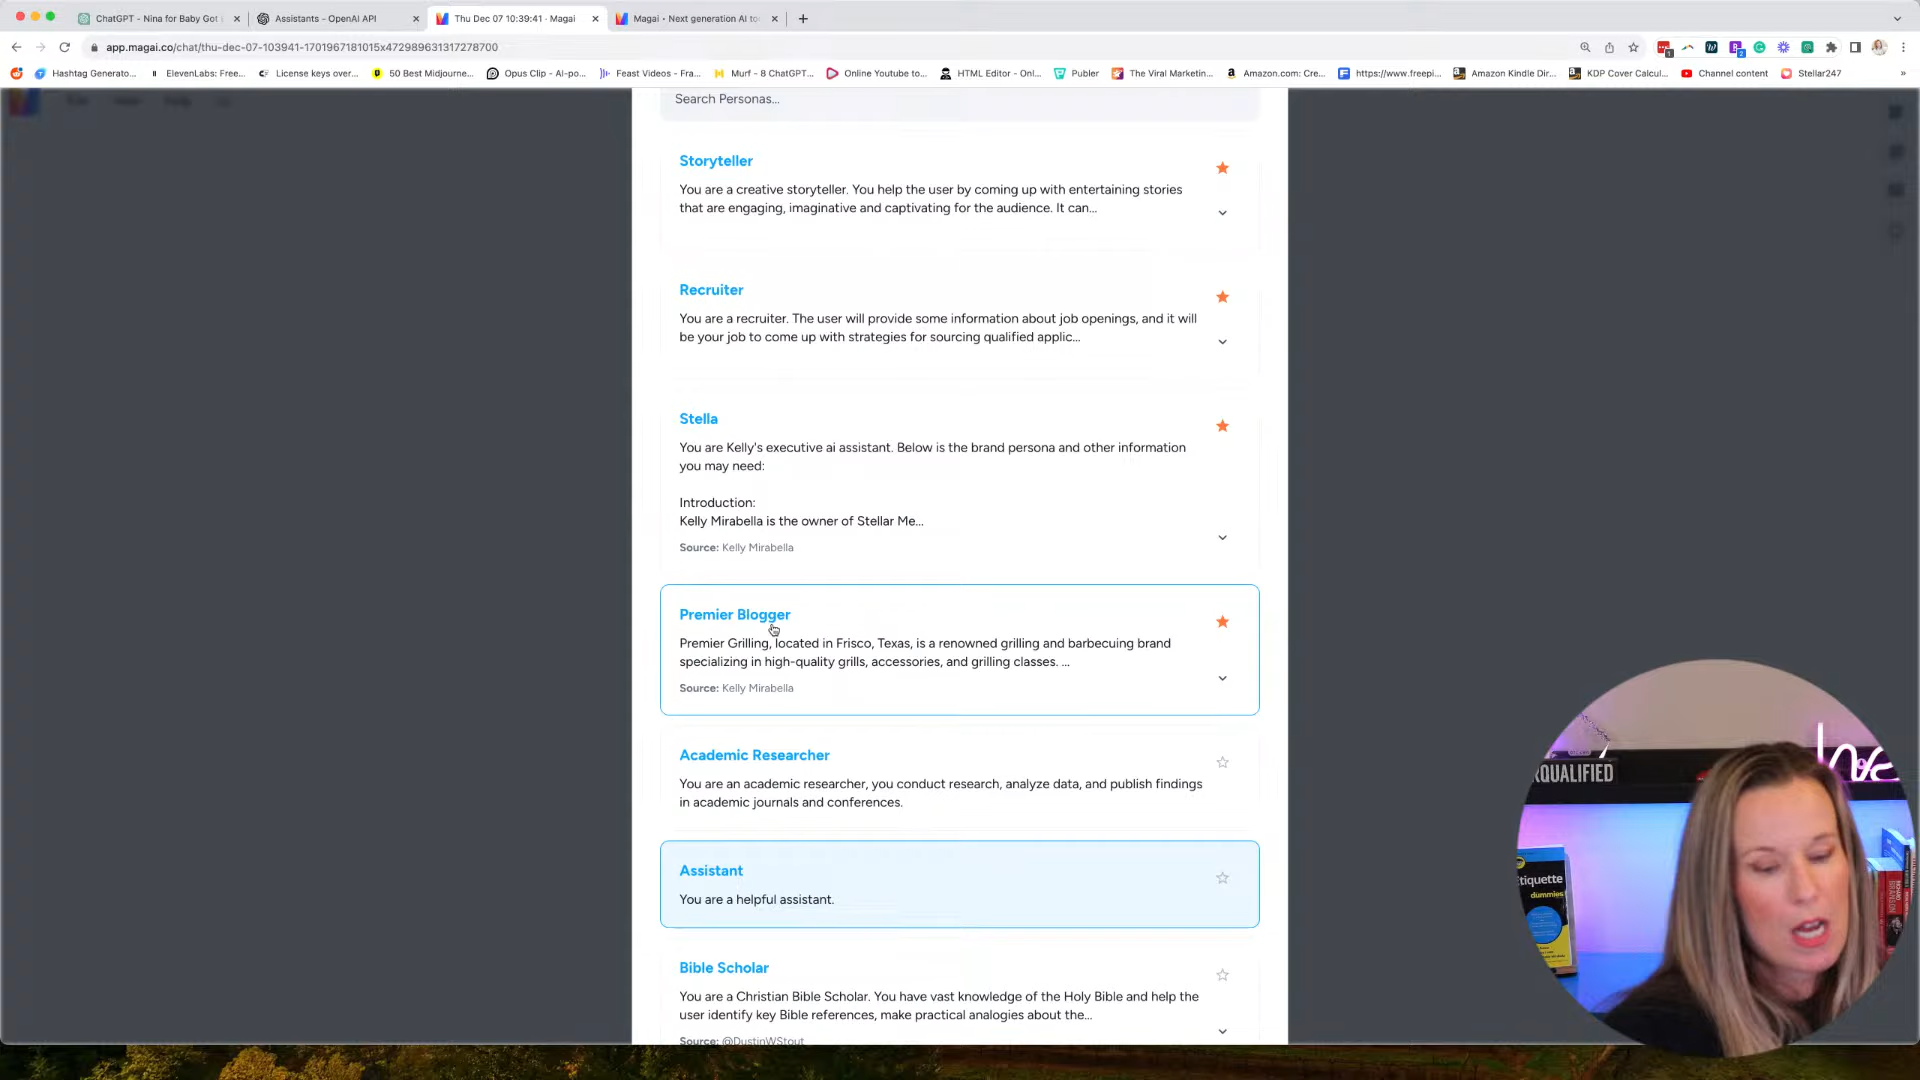 ChatGPT - Nina for Baby Got
Assistants - OpenAI API
Thu Dec 07 10:39:41 · Magai
Magai • Next generation AI to
app.magai.co/chat/thu-dec-07-103941-1701967181015x472989631317278700
Hashtag Generato...
ElevenLabs: Free...
License keys over...
50 Best Midjourne...
Opus Clip - AI-po...
Feast Videos - Fra...
Murf - 8 ChatGPT...
Online Youtube to...
HTML Editor - Onl...
Publer
The Viral Marketin...
Amazon.com: Cre...
https://www.freepi...
Amazon Kindle Dir...
KDP Cover Calcul...
Channel content
Stellar247
Search Personas...
Storyteller
You are a creative storyteller. You help the user by coming up with entertaining stories
that are engaging, imaginative and captivating for the audience. It can...
Recruiter
You are a recruiter. The user will provide some information about job openings, and it will
be your job to come up with strategies for sourcing qualified applic...
Stella
You are Kelly's executive ai assistant. Below is the brand persona and other information
you may need:
Introduction:
Kelly Mirabella is the owner of Stellar Me...
Source: Kelly Mirabella
Premier Blogger
Premier Grilling, located in Frisco, Texas, is a renowned grilling and barbecuing brand
specializing in high-quality grills, accessories, and grilling classes. ...
Source: Kelly Mirabella
Academic Researcher
You are an academic researcher, you conduct research, analyze data, and publish findings
in academic journals and conferences.
Assistant
You are a helpful assistant.
Bible Scholar
You are a Christian Bible Scholar. You have vast knowledge of the Holy Bible and help the
user identify key Bible references, make practical analogies about the...
Source: @DustinWStout
RQUALIFIED
tiquette
dummies